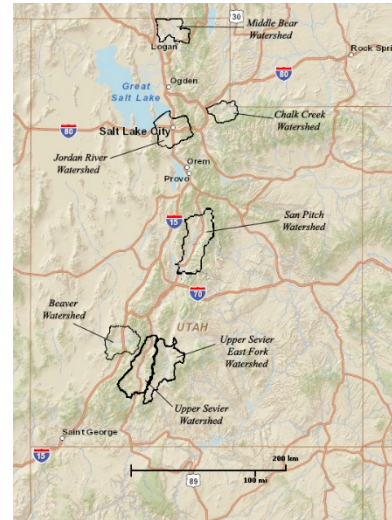 30
Middle Bear
Watershed
Logan
Rock Spri
80
Ogden
Great
Salt Lake
Chalk Creek
Watershed
80
Salt Lake City
Jordan River
Watershed
Orem
Provo
15
San Pitch
Watershed
70
Beaver
Watershed
UTAH
Upper Sevier
East Fork
Watershed
Upper Sevier
Watershed
Saint George
15
200 km
100 mi
89